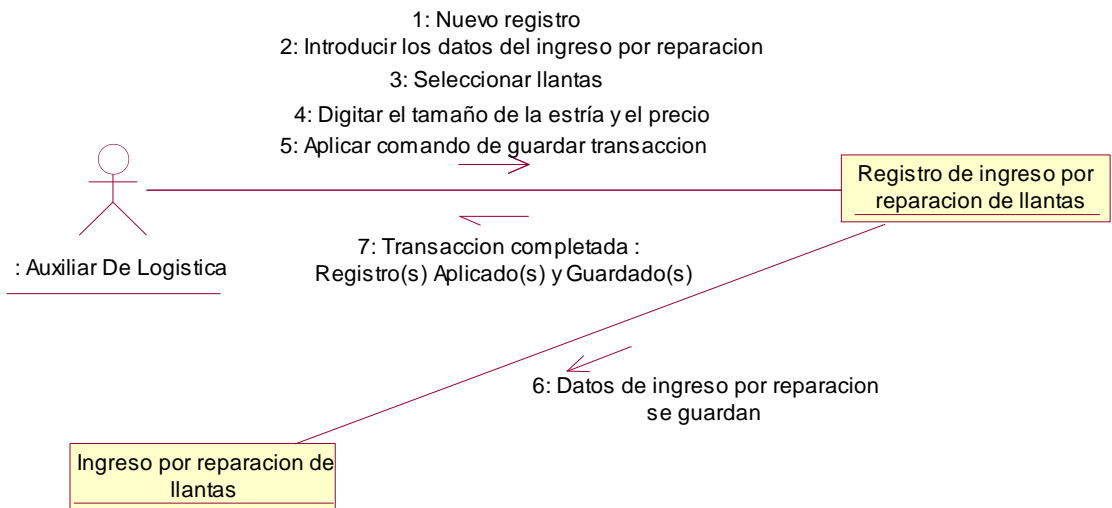 1: Nuevo registro
2: Introducir los datos del ingreso por reparacion
3: Seleccionar llantas
4: Digitar el tamaño de la estría y el precio
5: Aplicar comando de guardar transaccion
Registro de ingreso por
reparacion de llantas
7: Transaccion completada :
Registro(s) Aplicado(s) y Guardado(s)
: Auxiliar De Logistica
6: Datos de ingreso por reparacion
se guardan
Ingreso por reparacion de
llantas